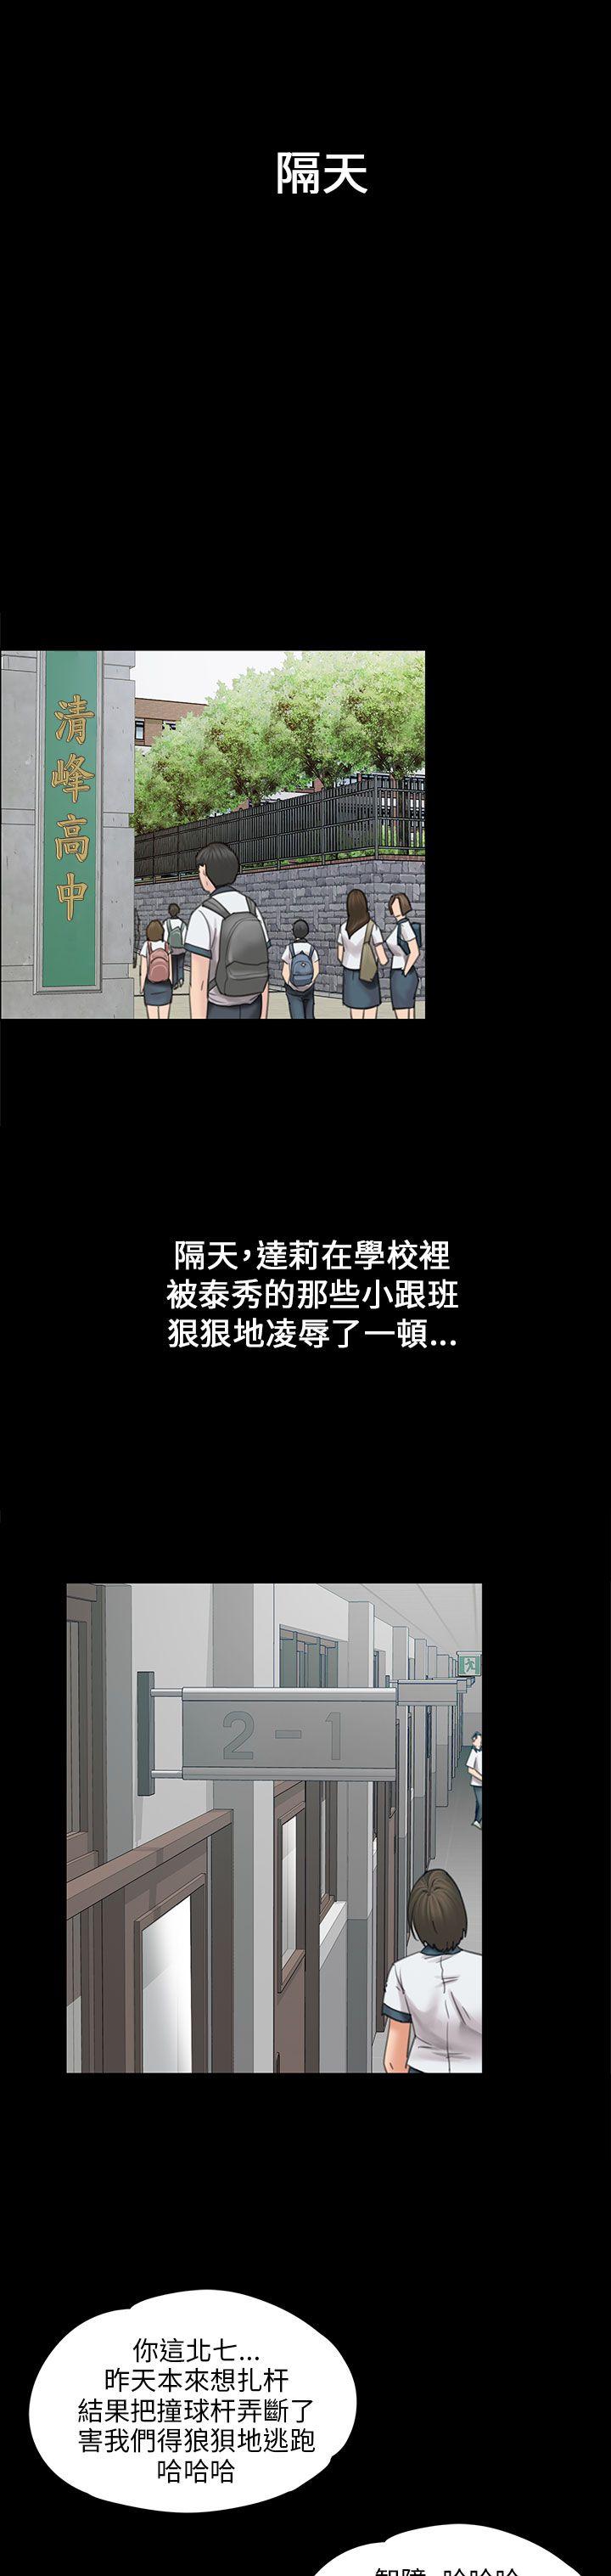 隔天
清峰高中
隔天，達莉在學校裡
被泰秀的那些小跟班
狠狠地凌辱了一頓...
2-1
你這北七...
昨天本來想扎杆
結果把撞球杆弄斷了
害我們得狼狽地逃跑
哈哈哈